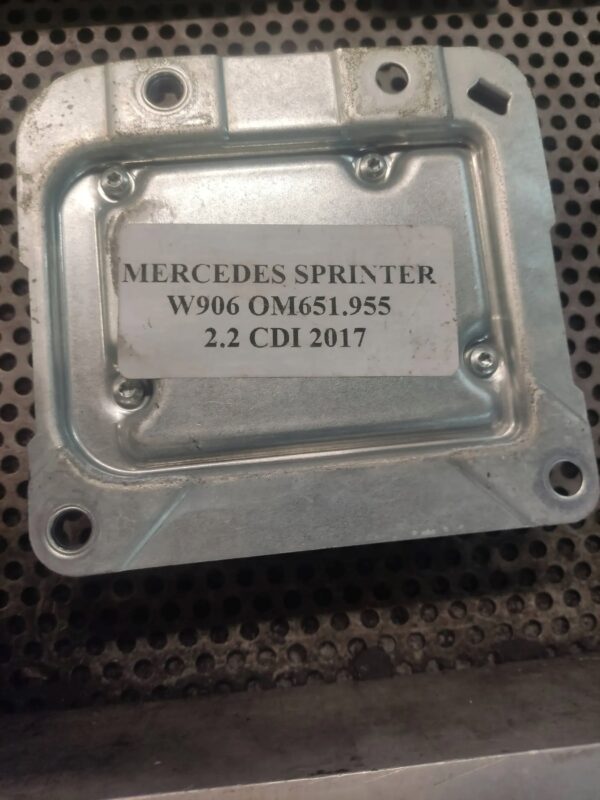 MERCEDES SPRINTER
W906 OM651.955
2.2 CDI 2017